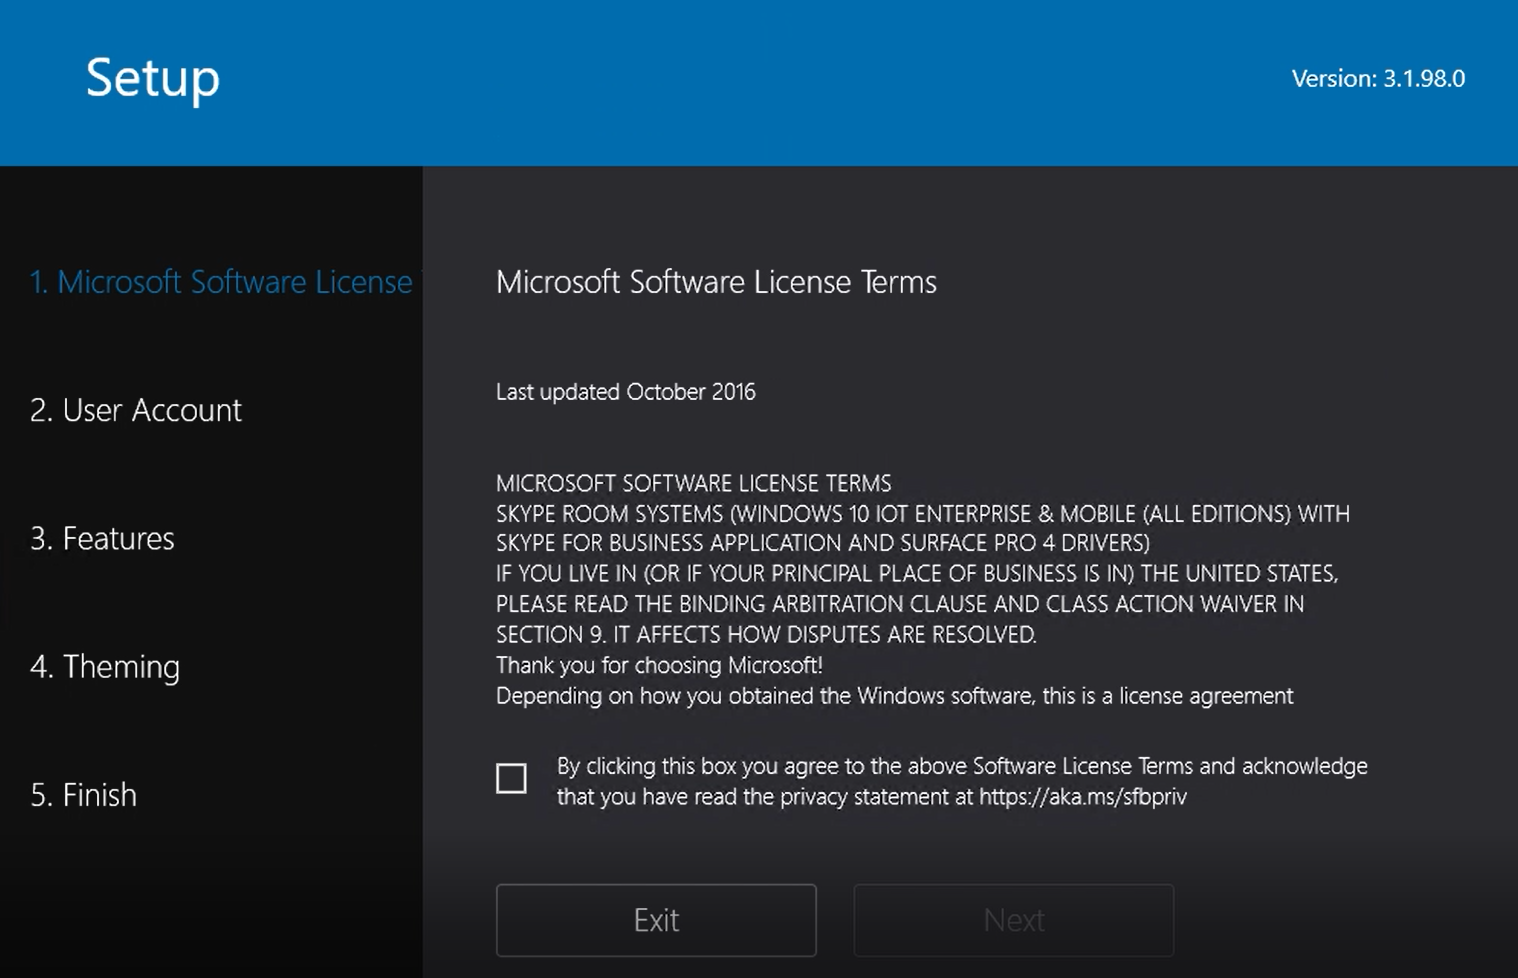 Setup
Version: 3.1.98.0
1. Microsoft Software License
2. User Account
3. Features
4. Theming
5. Finish
Microsoft Software License Terms
Last updated October 2016
MICROSOFT SOFTWARE LICENSE TERMS
SKYPE ROOM SYSTEMS (WINDOWS 10 IOT ENTERPRISE & MOBILE (ALL EDITIONS) WITH
SKYPE FOR BUSINESS APPLICATION AND SURFACE PRO 4 DRIVERS)
IF YOU LIVE IN (OR IF YOUR PRINCIPAL PLACE OF BUSINESS IS IN) THE UNITED STATES,
PLEASE READ THE BINDING ARBITRATION CLAUSE AND CLASS ACTION WAIVER IN
SECTION 9. IT AFFECTS HOW DISPUTES ARE RESOLVED.
Thank you for choosing Microsoft!
Depending on how you obtained the Windows software, this is a license agreement
By clicking this box you agree to the above Software License Terms and acknowledge
that you have read the privacy statement at https://aka.ms/sfbpriv
Exit
Next